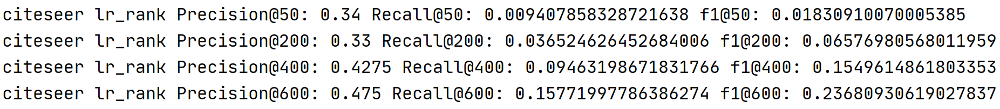 citeseer lr_rank Precision@50: 0.34 Recall@50: 0.009407858328721638 f1@50: 0.01830910070005385
citeseer lr_rank Precision@200: 0.33 Recall@200: 0.036524626452684006 f1@200: 0.06576980568011959
citeseer lr_rank Precision@400: 0.4275 Recall@400: 0.09463198671831766 f1@400: 0.1549614861803353
citeseer lr_rank Precision@600: 0.475 Recall@600: 0.15771997786386274 f1@600: 0.23680930619027837